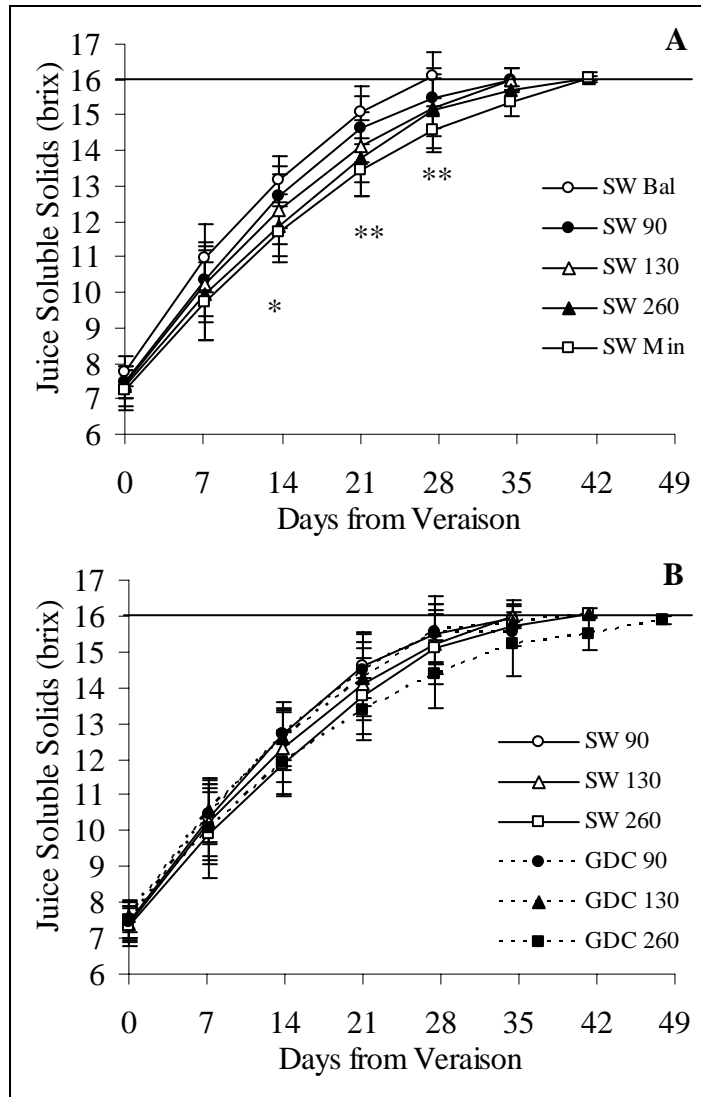 A
17
16
15
14
13
12
11
10
9
8
7
6
Juice Soluble Solids (brix)
*
**
**
SW Bal
SW 90
SW 130
SW 260
SW Min
0 7 14 21 28 35 42 49
Days from Veraison
B
17
16
15
14
13
12
11
10
9
8
7
6
Juice Soluble Solids (brix)
SW 90
SW 130
SW 260
GDC 90
GDC 130
GDC 260
0 7 14 21 28 35 42 49
Days from Veraison